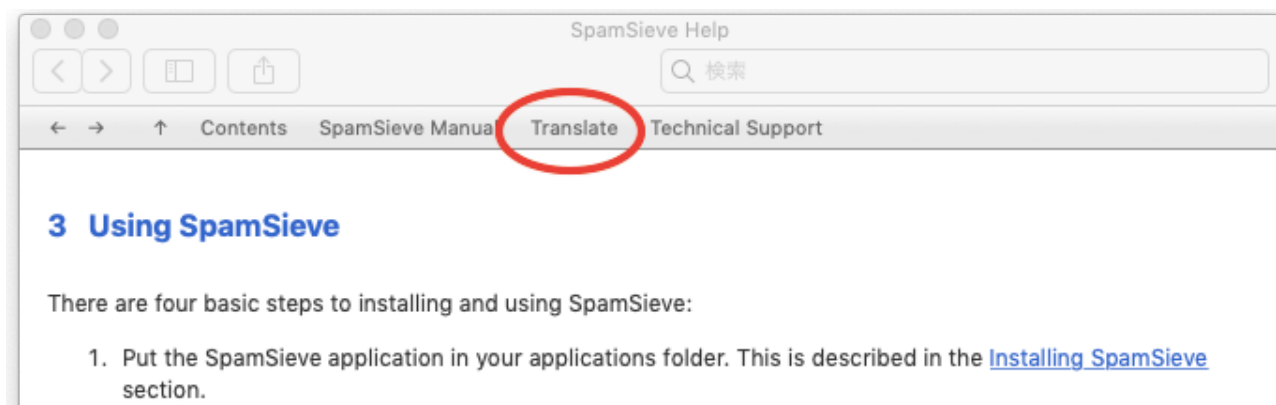 SpamSieve Help
検索
← → ↑ Contents SpamSieve Manual Translate Technical Support
3 Using SpamSieve
There are four basic steps to installing and using SpamSieve:
1. Put the SpamSieve application in your applications folder. This is described in the Installing SpamSieve
section.